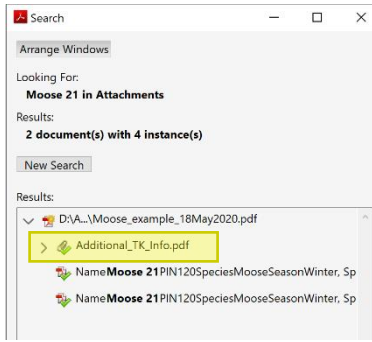 Search
Arrange Windows
Looking For:
Moose 21 in Attachments
Results:
2 document(s) with 4 instance(s)
New Search
Results:
D:\A...\Moose_example_18May2020.pdf
Additional_TK_Info.pdf
NameMoose 21PIN120SpeciesMooseSeasonWinter, Sp
NameMoose 21PIN120SpeciesMooseSeasonWinter, Sp